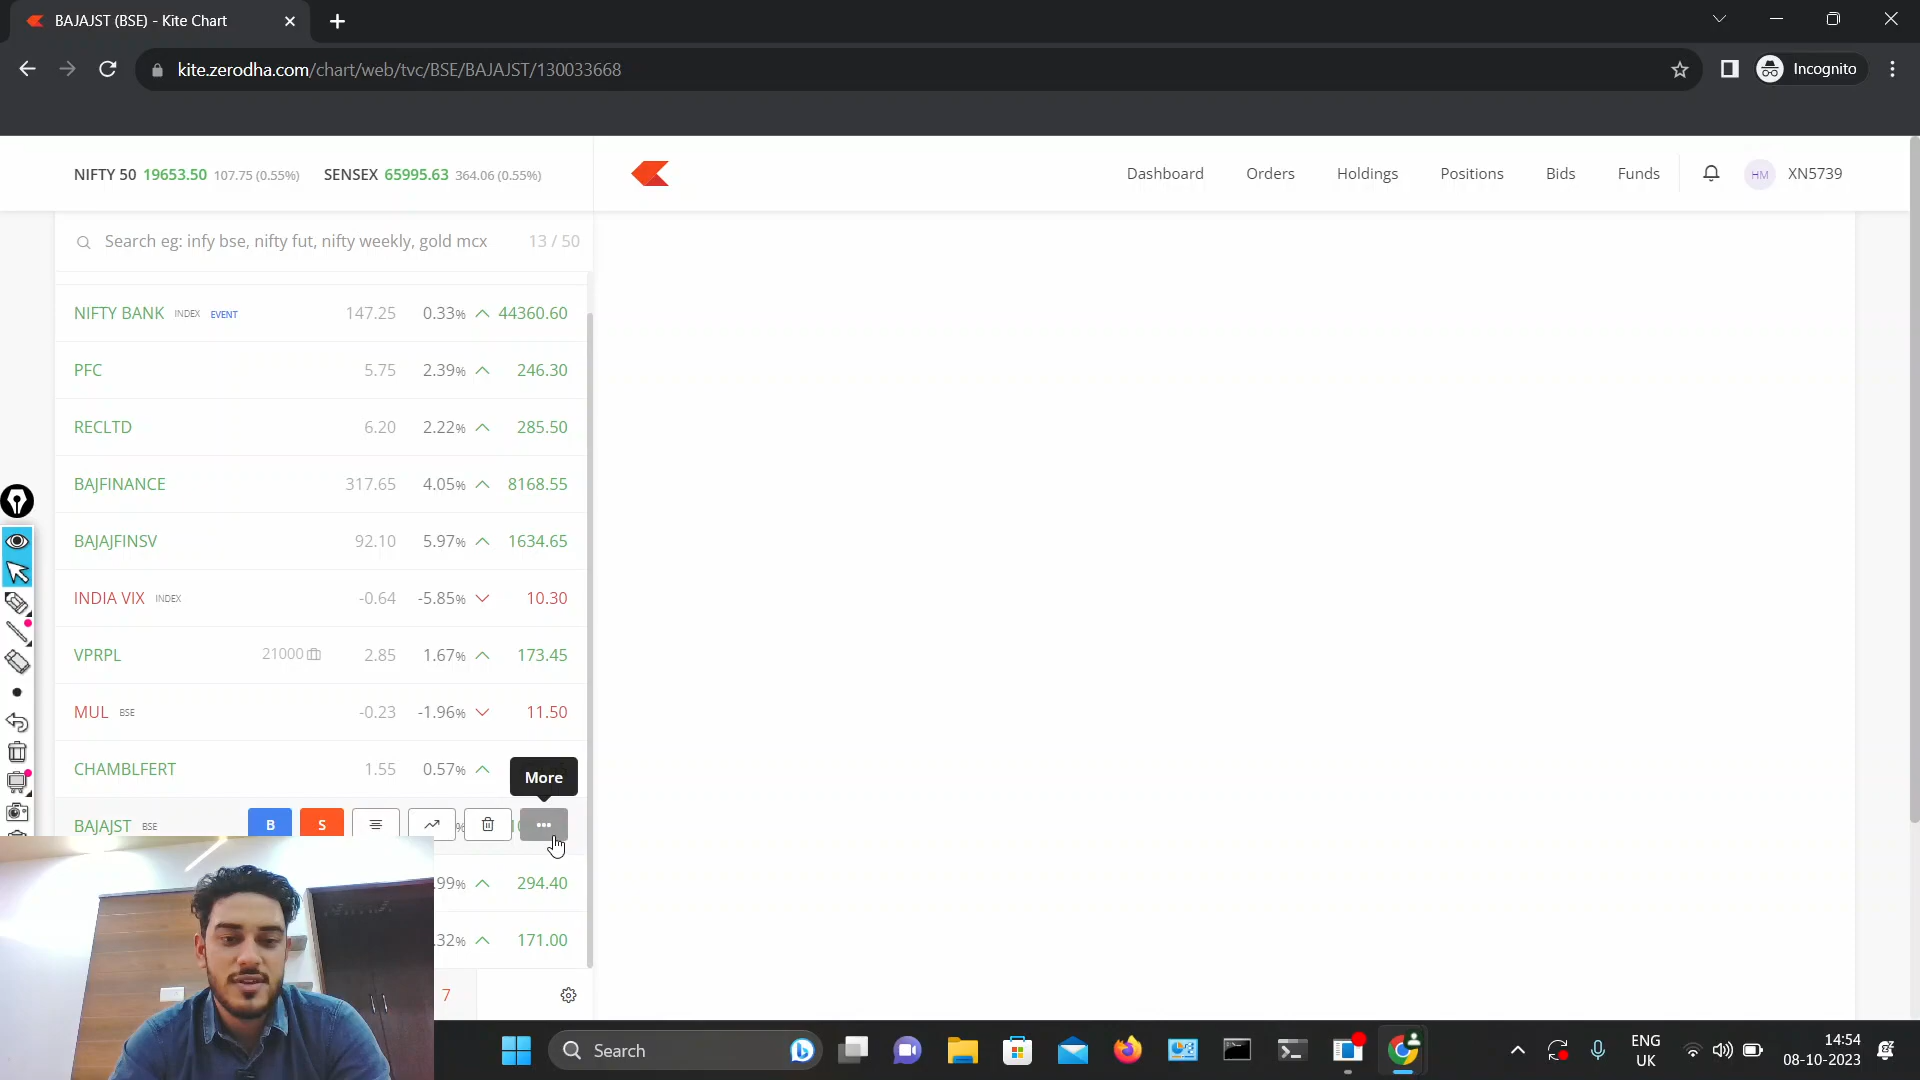 BAJAJST (BSE) - Kite Chart
kite.zerodha.com/chart/web/tvc/BSE/BAJAJST/130033668
Incognito
NIFTY 50 19653.50 107.75 (0.55%) SENSEX 65995.63 364.06 (0.55%)
Dashboard Orders Holdings Positions Bids Funds HM XN5739
Search eg: infy bse, nifty fut, nifty weekly, gold mcx 13 / 50
NIFTY BANK INDEX EVENT 147.25 0.33% 44360.60
PFC 5.75 2.39% 246.30
RECLTD 6.20 2.22% 285.50
BAJFINANCE 317.65 4.05% 8168.55
BAJAJFINSV 92.10 5.97% 1634.65
INDIA VIX INDEX -0.64 -5.85% 10.30
VPRPL 21000 2.85 1.67% 173.45
MUL BSE -0.23 -1.96% 11.50
CHAMBLFERT 1.55 0.57%
More
BAJAJST BSE B S %
99% 294.40
.32% 171.00
7
Search
ENG
UK
14:54
08-10-2023